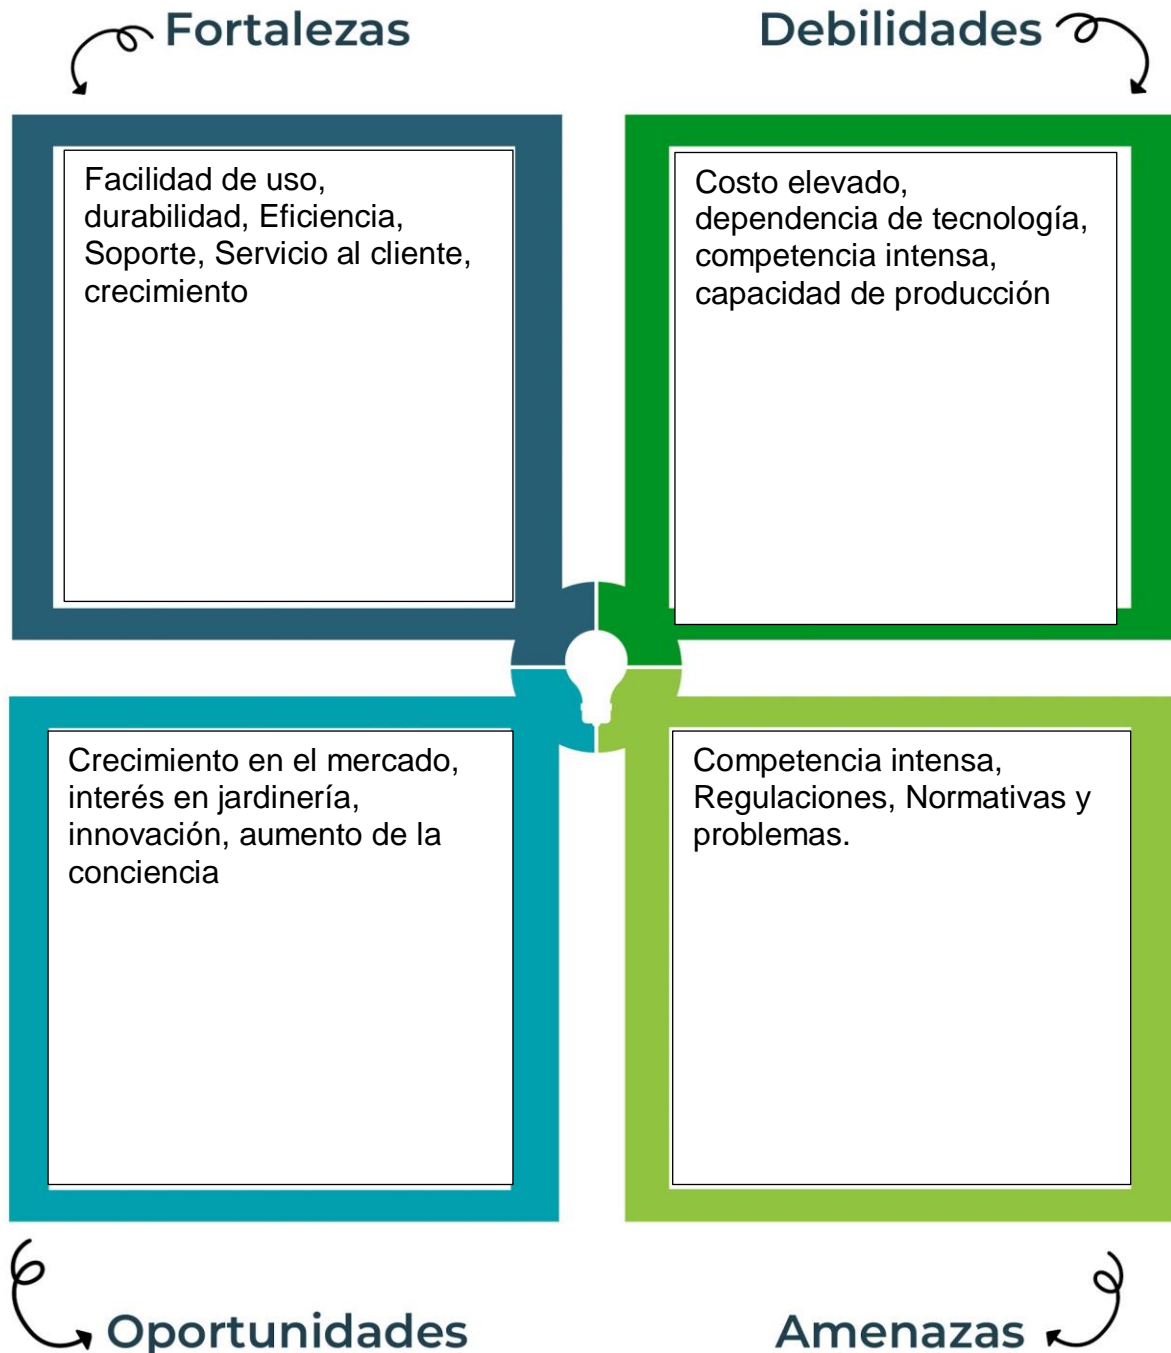 Fortalezas
Debilidades
Facilidad de uso,
durabilidad, Eficiencia,
Soporte, Servicio al cliente,
crecimiento
Costo elevado,
dependencia de tecnología,
competencia intensa,
capacidad de producción
Crecimiento en el mercado,
interés en jardinería,
innovación, aumento de la
conciencia
Competencia intensa,
Regulaciones, Normativas y
problemas.
Oportunidades
Amenazas